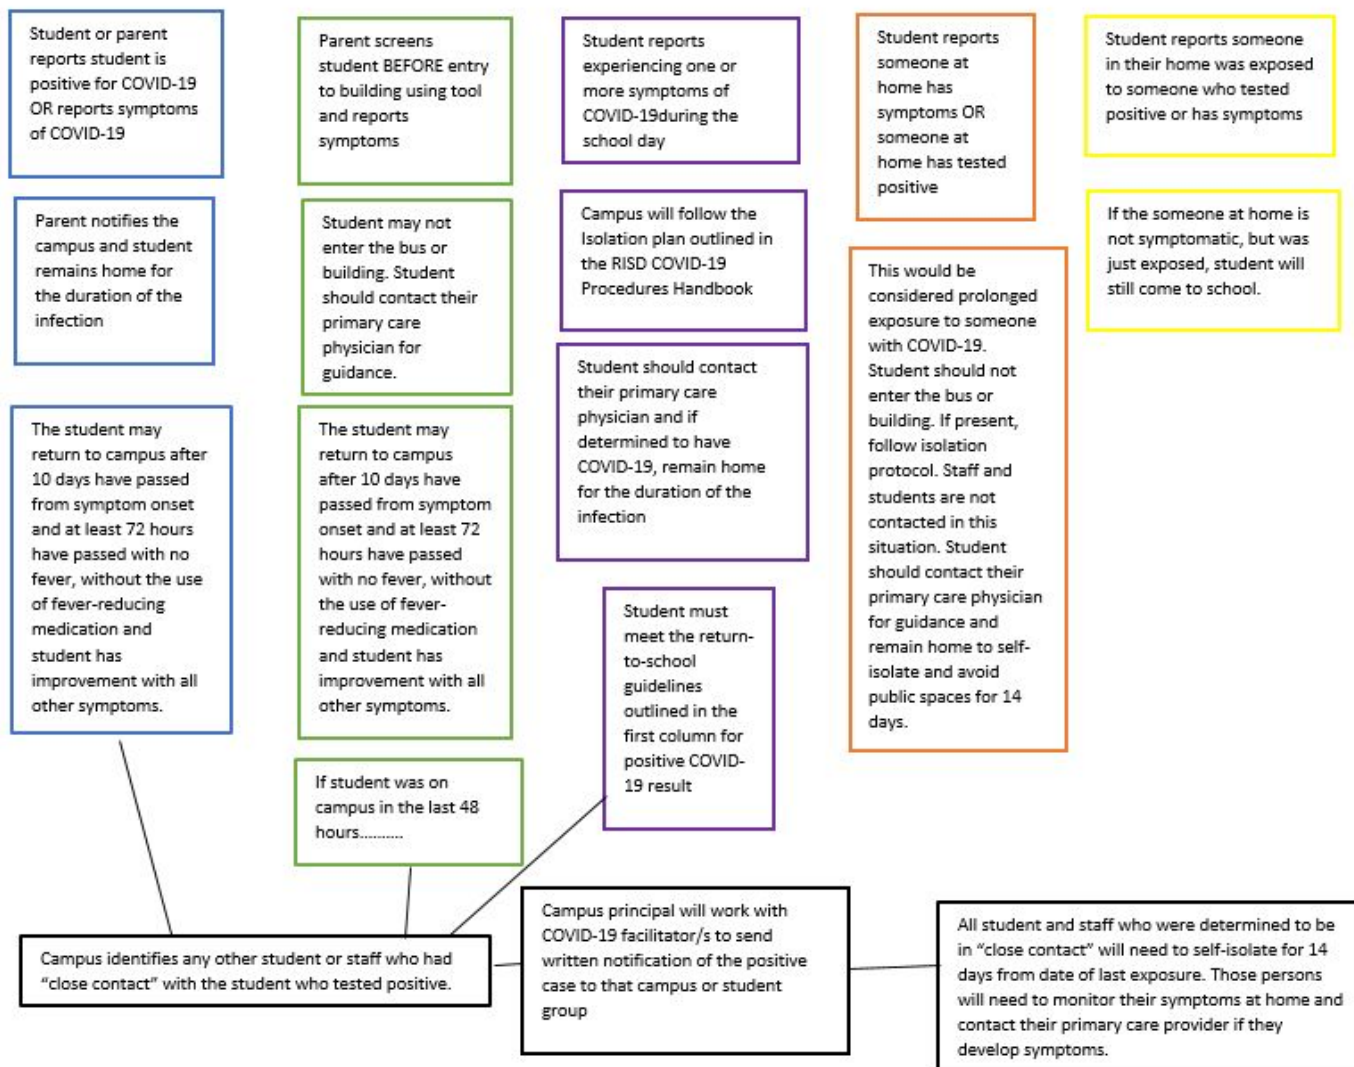 Student or parent
reports student is
positive for COVID-19
OR reports symptoms
of COVID-19
Parent notifies the
campus and student
remains home for
the duration of the
infection
The student may
return to campus after
10 days have passed
from symptom onset
and at least 72 hours
have passed with no
fever, without the use
of fever-reducing
medication and
student has
improvement with all
other symptoms.
Parent screens
student BEFORE entry
to building using tool
and reports
symptoms
Student may not
enter the bus or
building. Student
should contact their
primary care
physician for
guidance.
The student may
return to campus
after 10 days have
passed from symptom
onset and at least 72
hours have passed
with no fever, without
the use of fever-
reducing medication
and student has
improvement with all
other symptoms.
If student was on
campus in the last 48
hours...........
Student reports
experiencing one or
more symptoms of
COVID-19during the
school day
Campus will follow the
Isolation plan outlined in
the RISD COVID-19
Procedures Handbook
Student should contact
their primary care
physician and if
determined to have
COVID-19, remain home
for the duration of the
infection
Student must
meet the return-
to-school
guidelines
outlined in the
first column for
positive COVID-
19 result
Student reports
someone at
home has
symptoms OR
someone at
home has tested
positive
This would be
considered prolonged
exposure to someone
with COVID-19.
Student should not
enter the bus or
building. If present,
follow isolation
protocol. Staff and
students are not
contacted in this
situation. Student
should contact their
primary care physician
for guidance and
remain home to self-
isolate and avoid
public spaces for 14
days.
Student reports someone
in their home was exposed
to someone who tested
positive or has symptoms
If the someone at home is
not symptomatic, but was
just exposed, student will
still come to school.
Campus identifies any other student or staff who had
“close contact” with the student who tested positive.
Campus principal will work with
COVID-19 facilitator/s to send
written notification of the positive
case to that campus or student
group
All student and staff who were determined to be
in “close contact” will need to self-isolate for 14
days from date of last exposure. Those persons
will need to monitor their symptoms at home and
contact their primary care provider if they
develop symptoms.